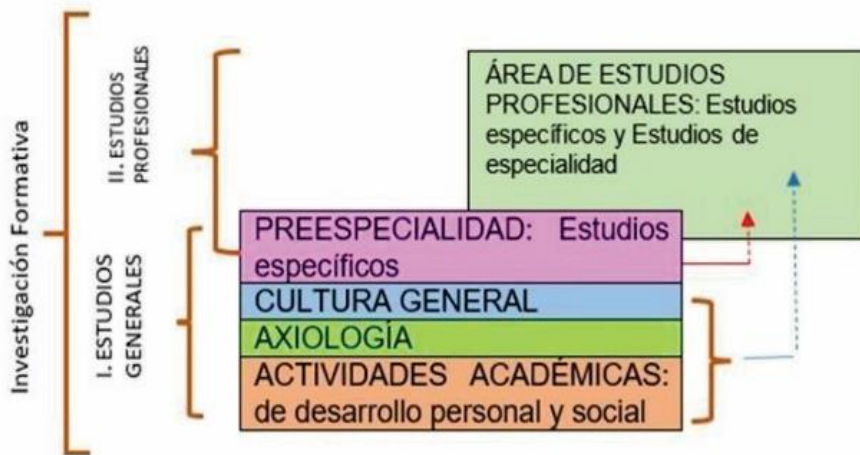 Investigación Formativa
II. ESTUDIOS
PROFESIONALES
I. ESTUDIOS
GENERALES
ÁREA DE ESTUDIOS
PROFESIONALES: Estudios
específicos y Estudios de
especialidad
PREESPECIALIDAD: Estudios
específicos
CULTURA GENERAL
AXIOLOGÍA
ACTIVIDADES ACADÉMICAS:
de desarrollo personal y social